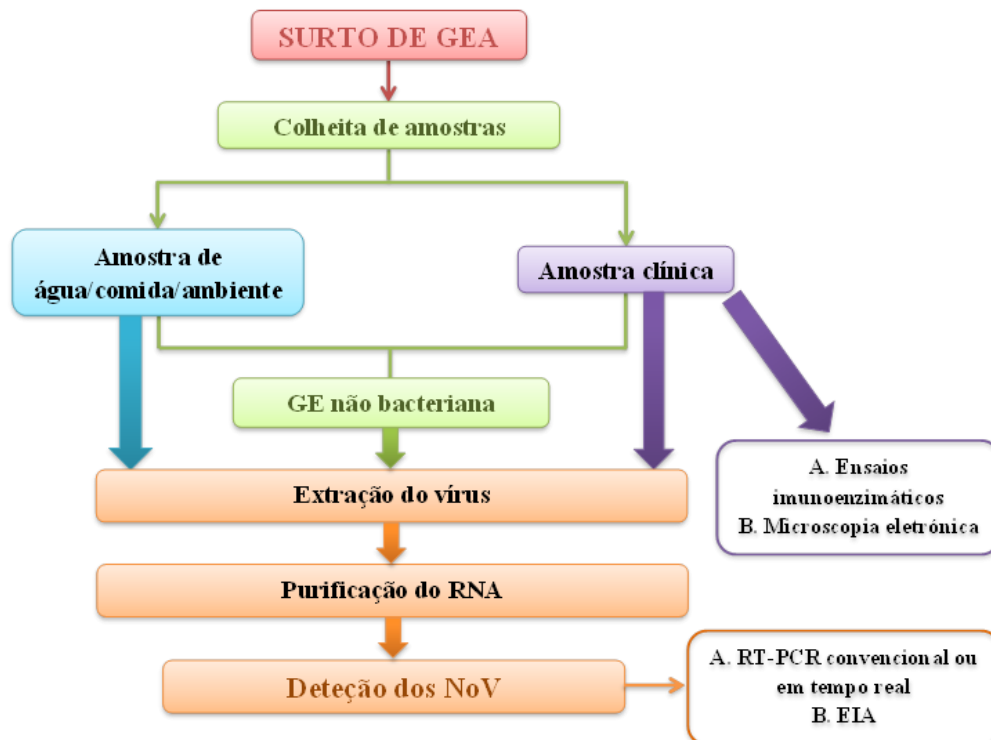 SURTO DE GEA
Colheita de amostras
Amostra de
água/comida/ambiente
Amostra clínica
GE não bacteriana
Extração do vírus
A. Ensaios
imunoenzimáticos
B. Microscopia eletrónica
Purificação do RNA
Deteção dos NoV
A. RT-PCR convencional ou
em tempo real
B. EIA